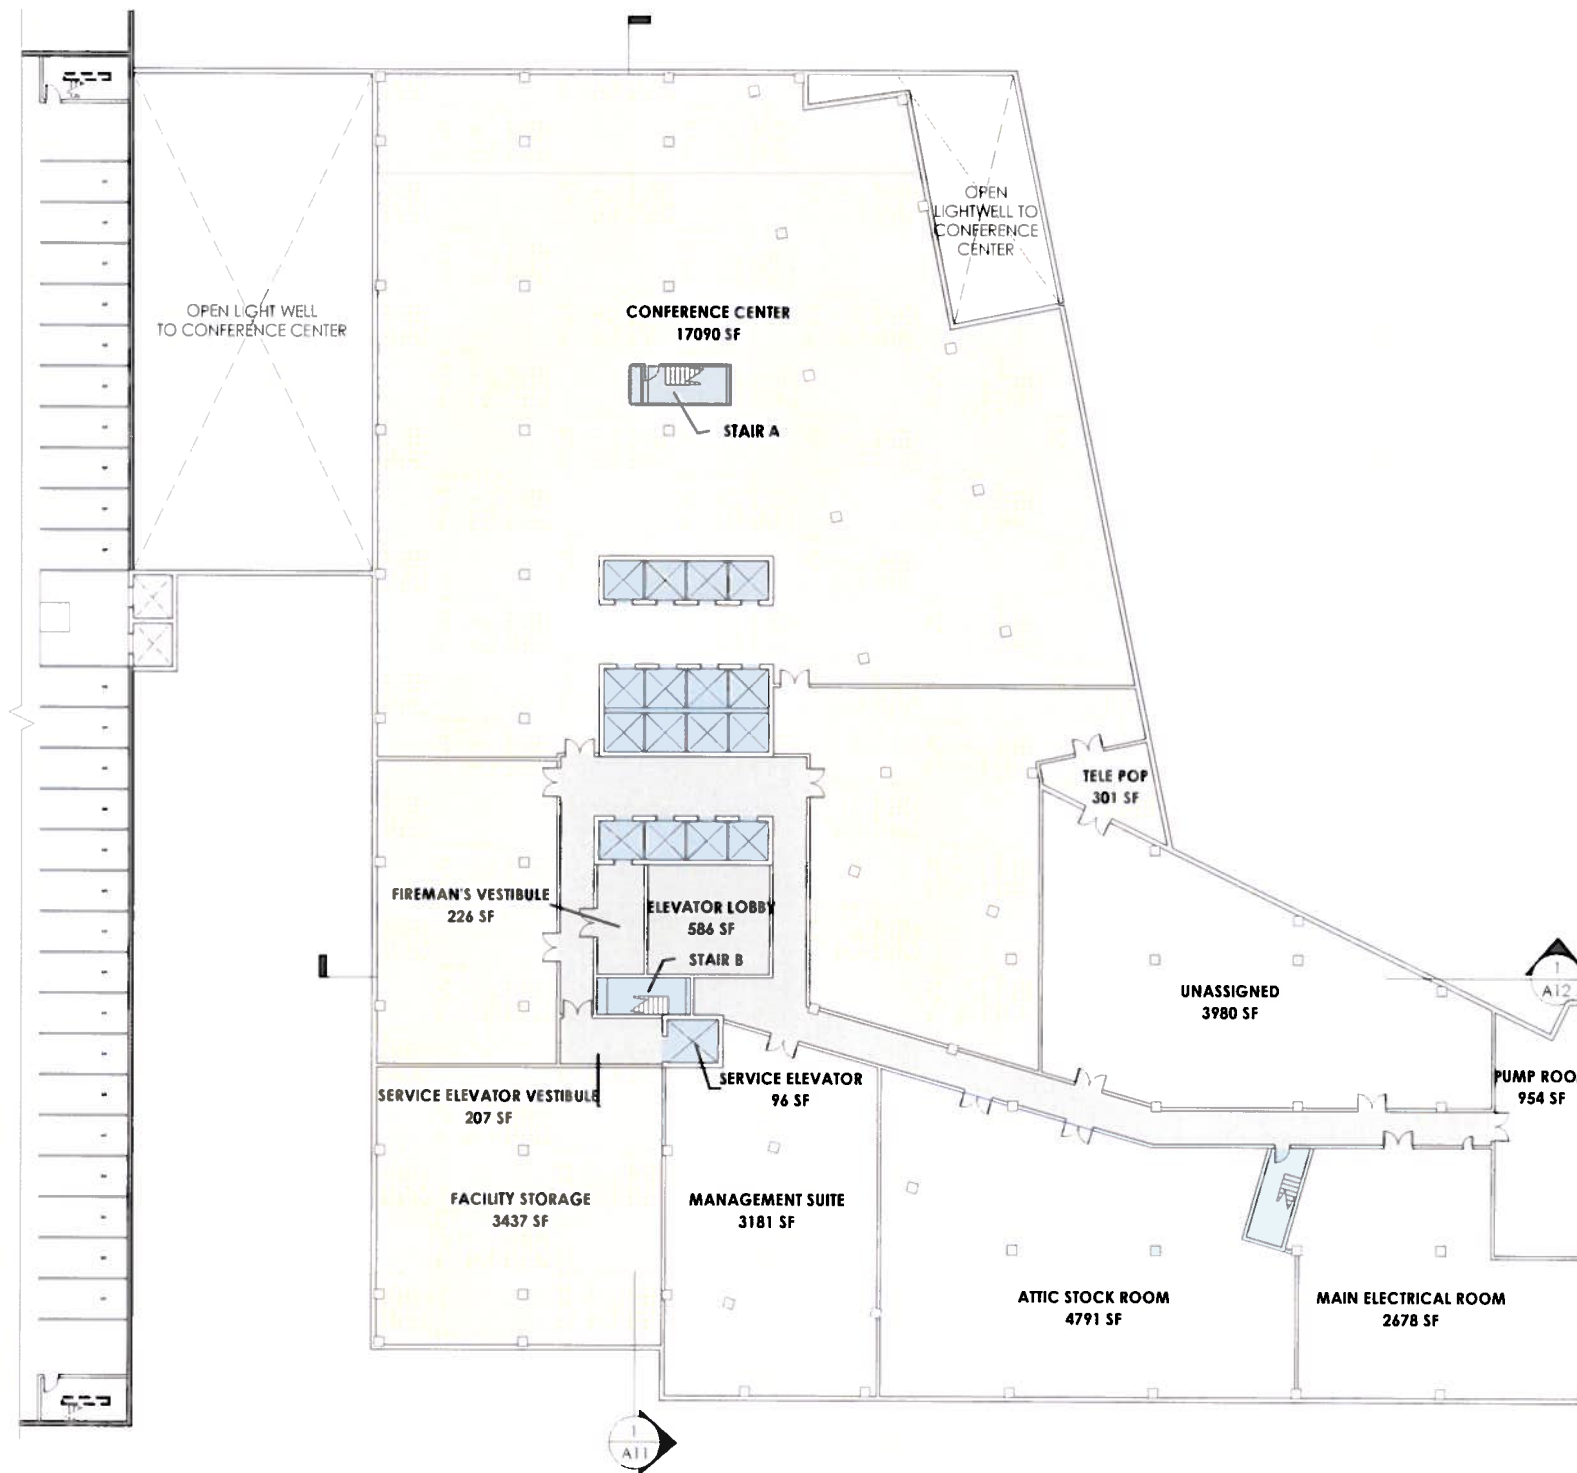 OPEN
LIGHTWELL TO
CONFERENCE
CENTER
OPEN LIGHT WELL
TO CONFERENCE CENTER
CONFERENCE CENTER
17090 SF
STAIR A
TELE POP
301 SF
FIREMAN'S VESTIBULE
226 SF
ELEVATOR LOBBY
586 SF
STAIR B
UNASSIGNED
3980 SF
1
A12
SERVICE ELEVATOR VESTIBULE
207 SF
SERVICE ELEVATOR
96 SF
PUMP ROO
954 SF
FACILITY STORAGE
3437 SF
MANAGEMENT SUITE
3181 SF
ATTIC STOCK ROOM
4791 SF
MAIN ELECTRICAL ROOM
2678 SF
1
A11